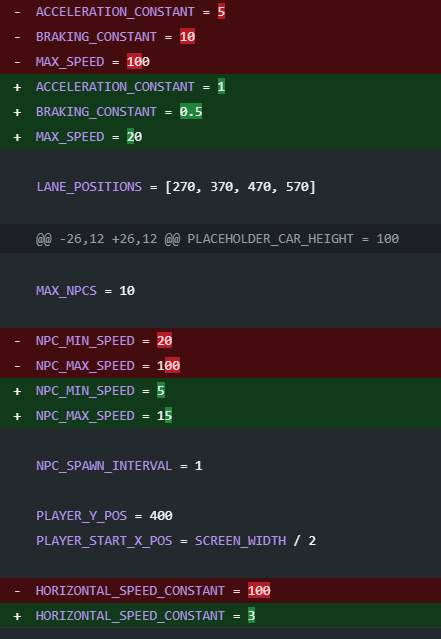 - ACCELERATION_CONSTANT = 5
- BRAKING_CONSTANT = 10
- MAX_SPEED = 100
+ ACCELERATION_CONSTANT = 1
+ BRAKING_CONSTANT = 0.5
+ MAX_SPEED = 20
LANE_POSITIONS = [270, 370, 470, 570]
@@ -26,12 +26,12 @@ PLACEHOLDER_CAR_HEIGHT = 100
MAX_NPCS = 10
- NPC_MIN_SPEED = 20
- NPC_MAX_SPEED = 100
+ NPC_MIN_SPEED = 5
+ NPC_MAX_SPEED = 15
NPC_SPAWN_INTERVAL = 1
PLAYER_Y_POS = 400
PLAYER_START_X_POS = SCREEN_WIDTH / 2
- HORIZONTAL_SPEED_CONSTANT = 100
+ HORIZONTAL_SPEED_CONSTANT = 3